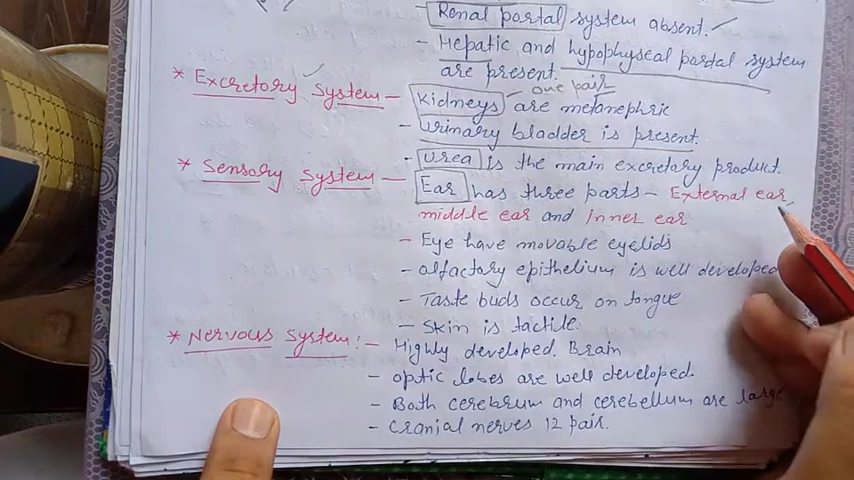 - Renal portal system absent.
- Hepatic and hypophyseal portal system
are present.
* Excretory System - Kidneys are metanephric
one pair
- Urinary bladder is present.
- Urea is the main excretory product.
* Sensory System - Ear has three parts - External ear,
middle ear and inner ear
- Eye have movable eyelids
- olfactory epithelium is well developed
- Taste buds occur on tongue
- Skin is tactile.
* Nervous System :- Highly developed. Brain
- optic lobes are well developed.
- Both cerebrum and cerebellum are large
- Cranial nerves 12 pair.